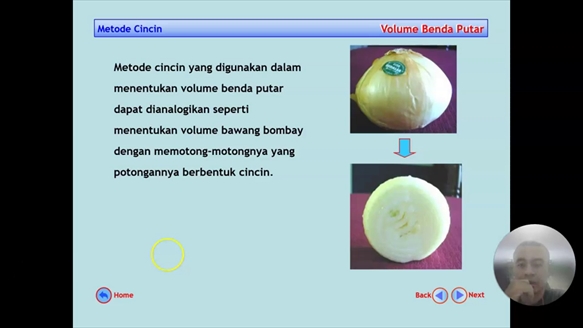 Metode Cincin
Volume Benda Putar
Metode cincin yang digunakan dalam
menentukan volume benda putar
dapat dianalogikan seperti
menentukan volume bawang bombay
dengan memotong-motongnya yang
potongannya berbentuk cincin.
Home
Back
Next